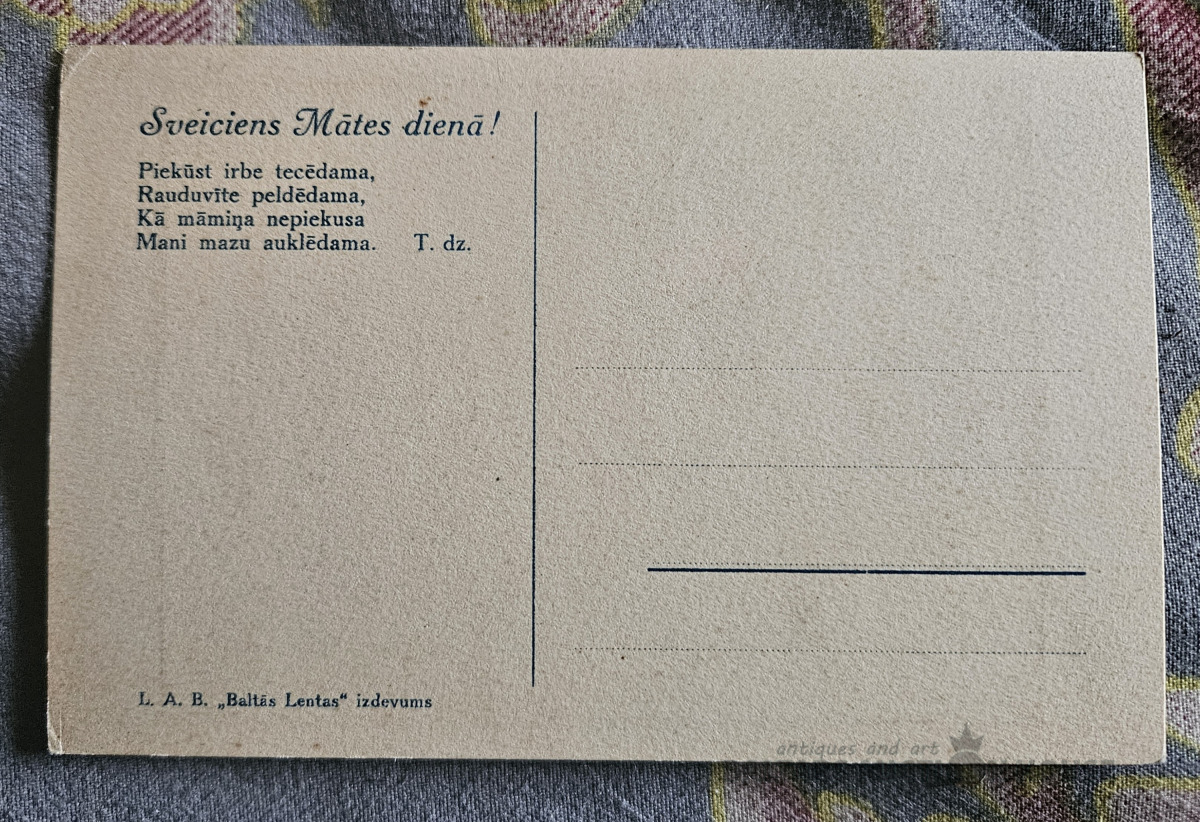 Sveiciens Mātes dienā!
Piekūst irbe tecēdama,
Rauduvīte peldēdama,
Kā māmiņa nepiekusa
Mani mazu auklēdama. T. dz.
L. A. B. „Baltās Lentas“ izdevums
antiques and art